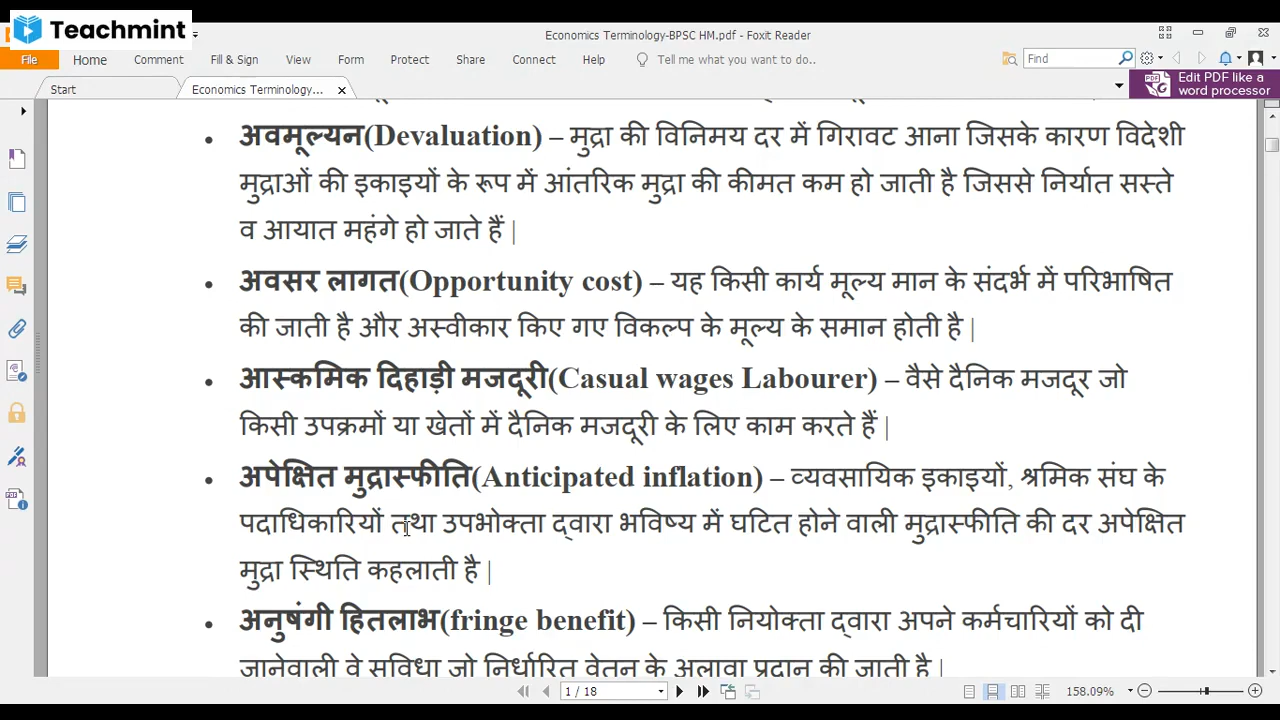 Teachmint
Economics Terminology-BPSC HM.pdf - Foxit Reader
File Home Comment Fill & Sign View Form Protect Share Connect Help Tell me what you want to do.. Find
Start Economics Terminology... Edit PDF like a
word processor
• अवमूल्यन(Devaluation) – मुद्रा की विनिमय दर में गिरावट आना जिसके कारण विदेशी
मुद्राओं की इकाइयों के रूप में आंतरिक मुद्रा की कीमत कम हो जाती है जिससे निर्यात सस्ते
व आयात महंगे हो जाते हैं |
• अवसर लागत(Opportunity cost) – यह किसी कार्य मूल्य मान के संदर्भ में परिभाषित
की जाती है और अस्वीकार किए गए विकल्प के मूल्य के समान होती है |
• आस्कमिक दिहाड़ी मजदूरी(Casual wages Labourer) – वैसे दैनिक मजदूर जो
किसी उपक्रमों या खेतों में दैनिक मजदूरी के लिए काम करते हैं |
• अपेक्षित मुद्रास्फीति(Anticipated inflation) – व्यवसायिक इकाइयों, श्रमिक संघ के
पदाधिकारियों तथा उपभोक्ता द्वारा भविष्य में घटित होने वाली मुद्रास्फीति की दर अपेक्षित
मुद्रा स्थिति कहलाती है |
• अनुषंगी हितलाभ(fringe benefit) – किसी नियोक्ता द्वारा अपने कर्मचारियों को दी
जानेवाली वे सुविधा जो निर्धारित वेतन के अलावा प्रदान की जाती है |
1 / 18 158.09%